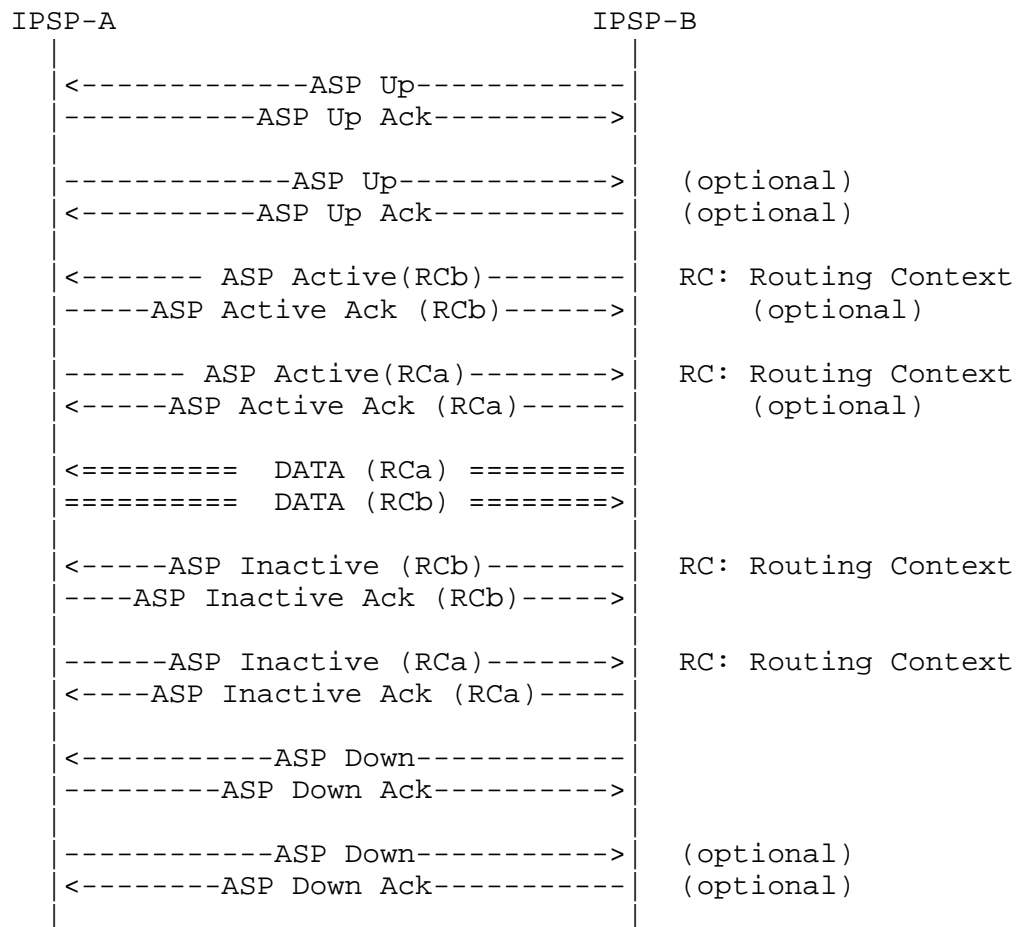 IPSP-A                            IPSP-B
  |                                 |
  |<-------------ASP Up-------------|
  |-----------ASP Up Ack----------->|
  |                                 |
  |-------------ASP Up------------->|  (optional)
  |<----------ASP Up Ack------------|  (optional)
  |                                 |
  |<------- ASP Active(RCb)---------|  RC: Routing Context
  |-----ASP Active Ack (RCb)------->|      (optional)
  |                                 |
  |------- ASP Active(RCa)--------->|  RC: Routing Context
  |<-----ASP Active Ack (RCa)-------|      (optional)
  |                                 |
  |<=========  DATA (RCa) ==========|
  |==========  DATA (RCb) =========>|
  |                                 |
  |<-----ASP Inactive (RCb)---------|  RC: Routing Context
  |----ASP Inactive Ack (RCb)------>|
  |                                 |
  |------ASP Inactive (RCa)-------->|  RC: Routing Context
  |<----ASP Inactive Ack (RCa)------|
  |                                 |
  |<-----------ASP Down-------------|
  |---------ASP Down Ack----------->|
  |                                 |
  |------------ASP Down------------>|  (optional)
  |<--------ASP Down Ack------------|  (optional)
  |                                 |